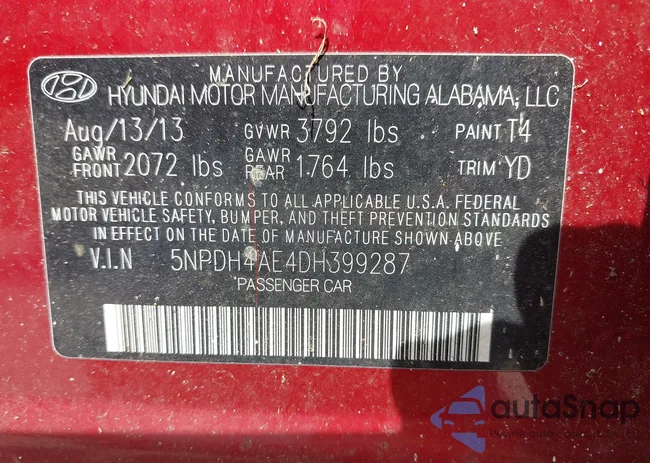 MANUFACTURED BY
HYUNDAI MOTOR MANUFACTURING ALABAMA, LLC
Aug/13/13 GVWR 3792 lbs PAINT T4
GAWR FRONT 2072 lbs GAWR REAR 1764 lbs TRIM YD
THIS VEHICLE CONFORMS TO ALL APPLICABLE U.S.A. FEDERAL
MOTOR VEHICLE SAFETY, BUMPER, AND THEFT PREVENTION STANDARDS
IN EFFECT ON THE DATE OF MANUFACTURE SHOWN ABOVE
V.I.N 5NPDH4AE4DH399287
PASSENGER CAR
autoSnap